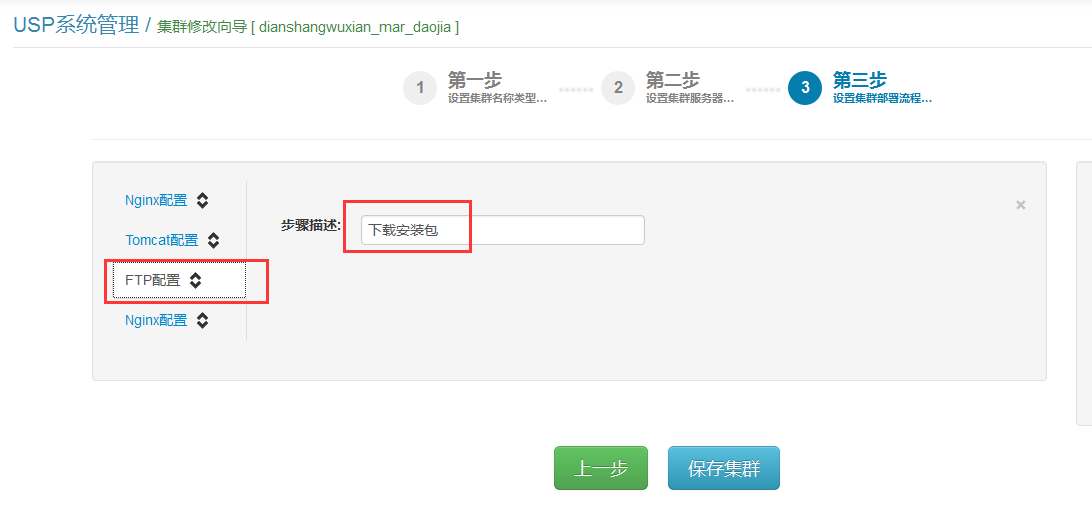 USP系统管理 / 集群修改向导 [ dianshangwuxian_mar_daojia ]
1 第一步 2 第二步 3 第三步
设置集群名称类型... 设置集群服务器... 设置集群部署流程...
Nginx配置
步骤描述: 下载安装包 ×
Tomcat配置
FTP配置
Nginx配置
上一步 保存集群